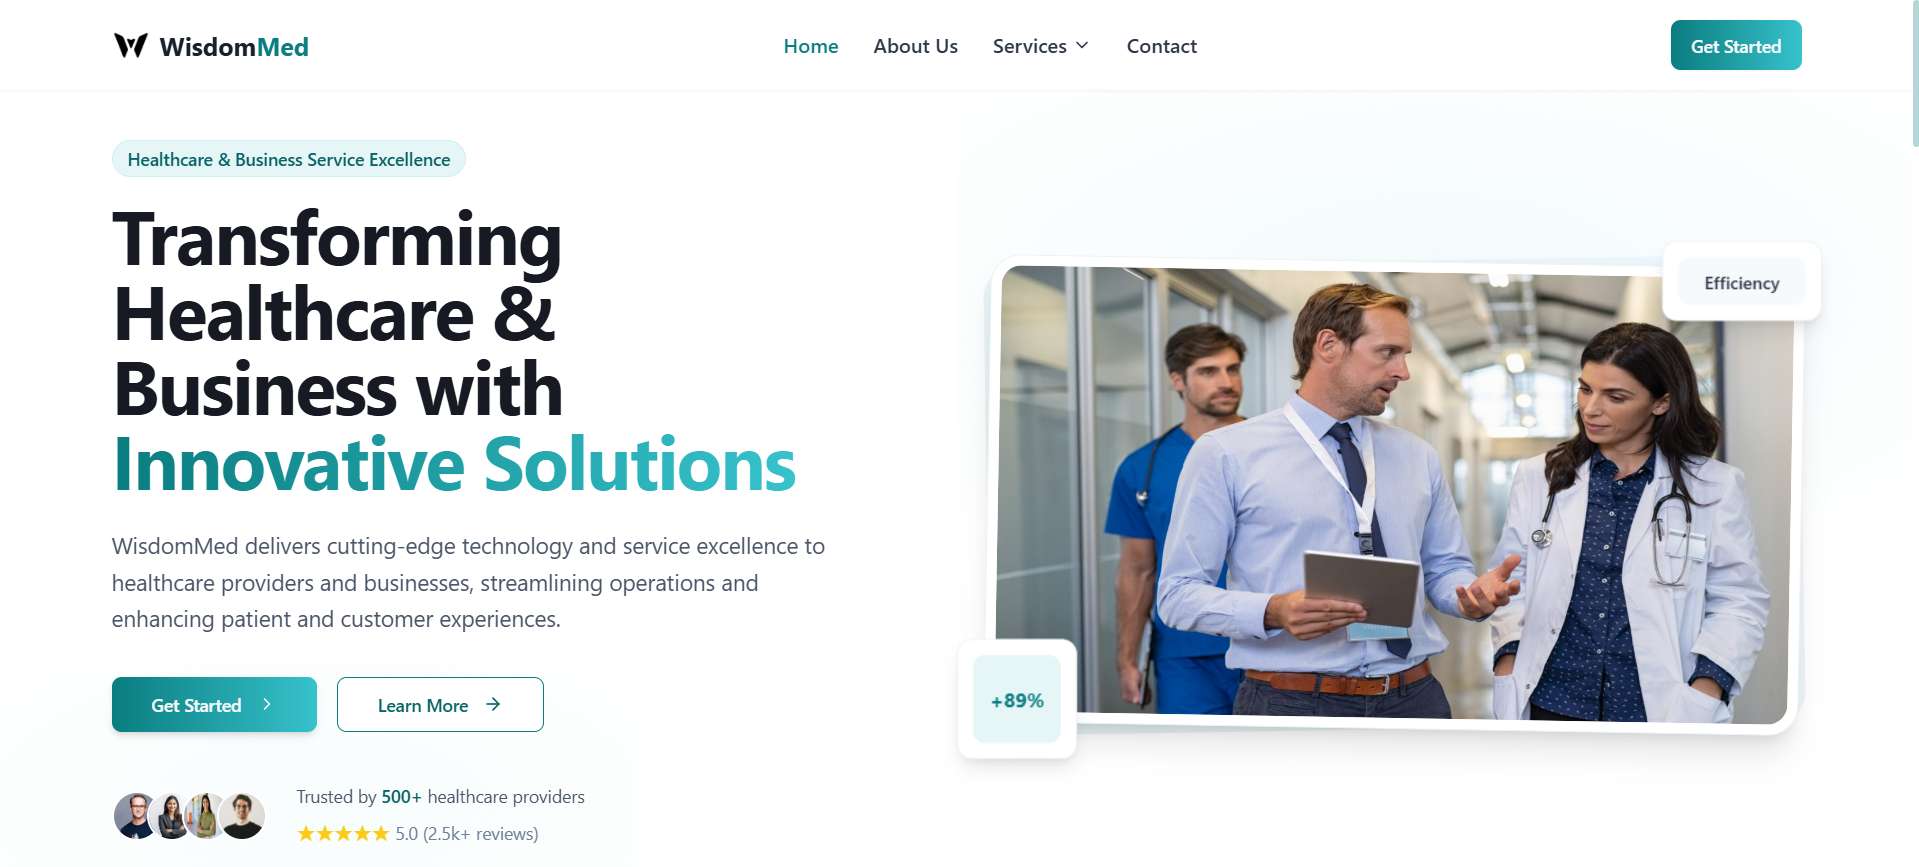 WisdomMed
Home
About Us
Services
Contact
Get Started
Healthcare & Business Service Excellence
Transforming
Healthcare &
Business with
Innovative Solutions
WisdomMed delivers cutting-edge technology and service excellence to
healthcare providers and businesses, streamlining operations and
enhancing patient and customer experiences.
Get Started
Learn More
Trusted by 500+ healthcare providers
5.0 (2.5k+ reviews)
Efficiency
+89%